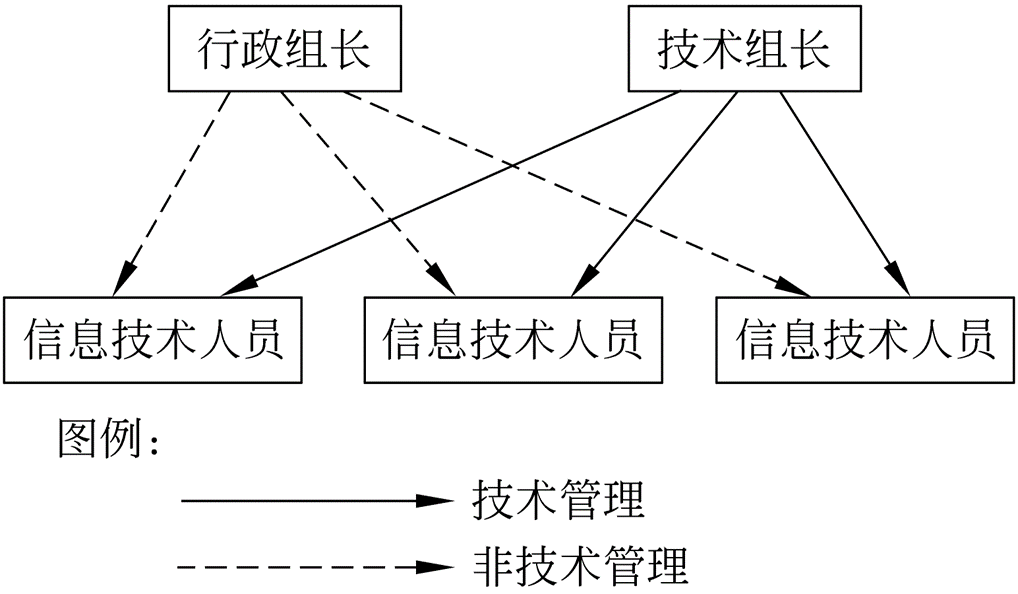 行政组长
技术组长
信息技术人员
信息技术人员
信息技术人员
图例：
技术管理
非技术管理